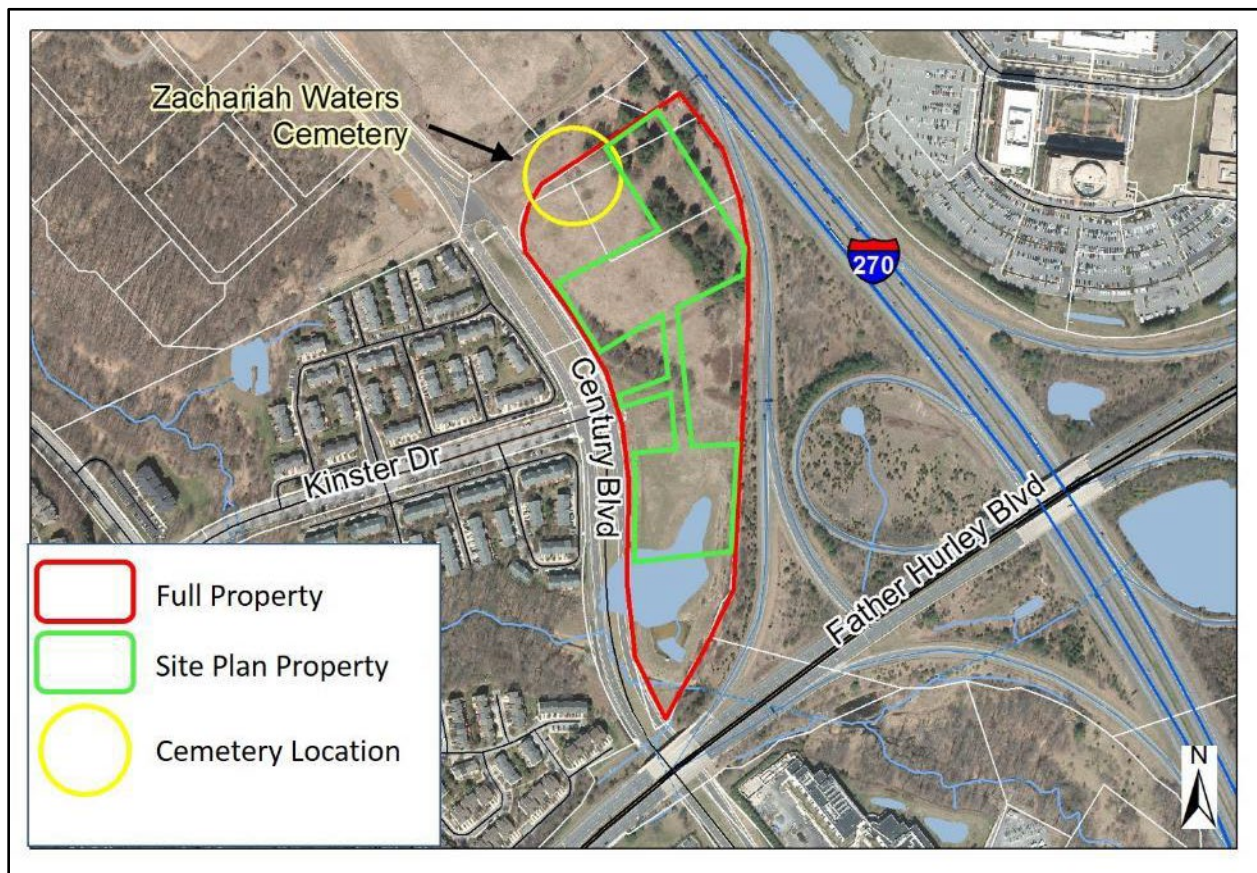 Zachariah Waters
Cemetery
270
Century Blvd
Kinster Dr
Father Hurley Blvd
Full Property
Site Plan Property
Cemetery Location
N